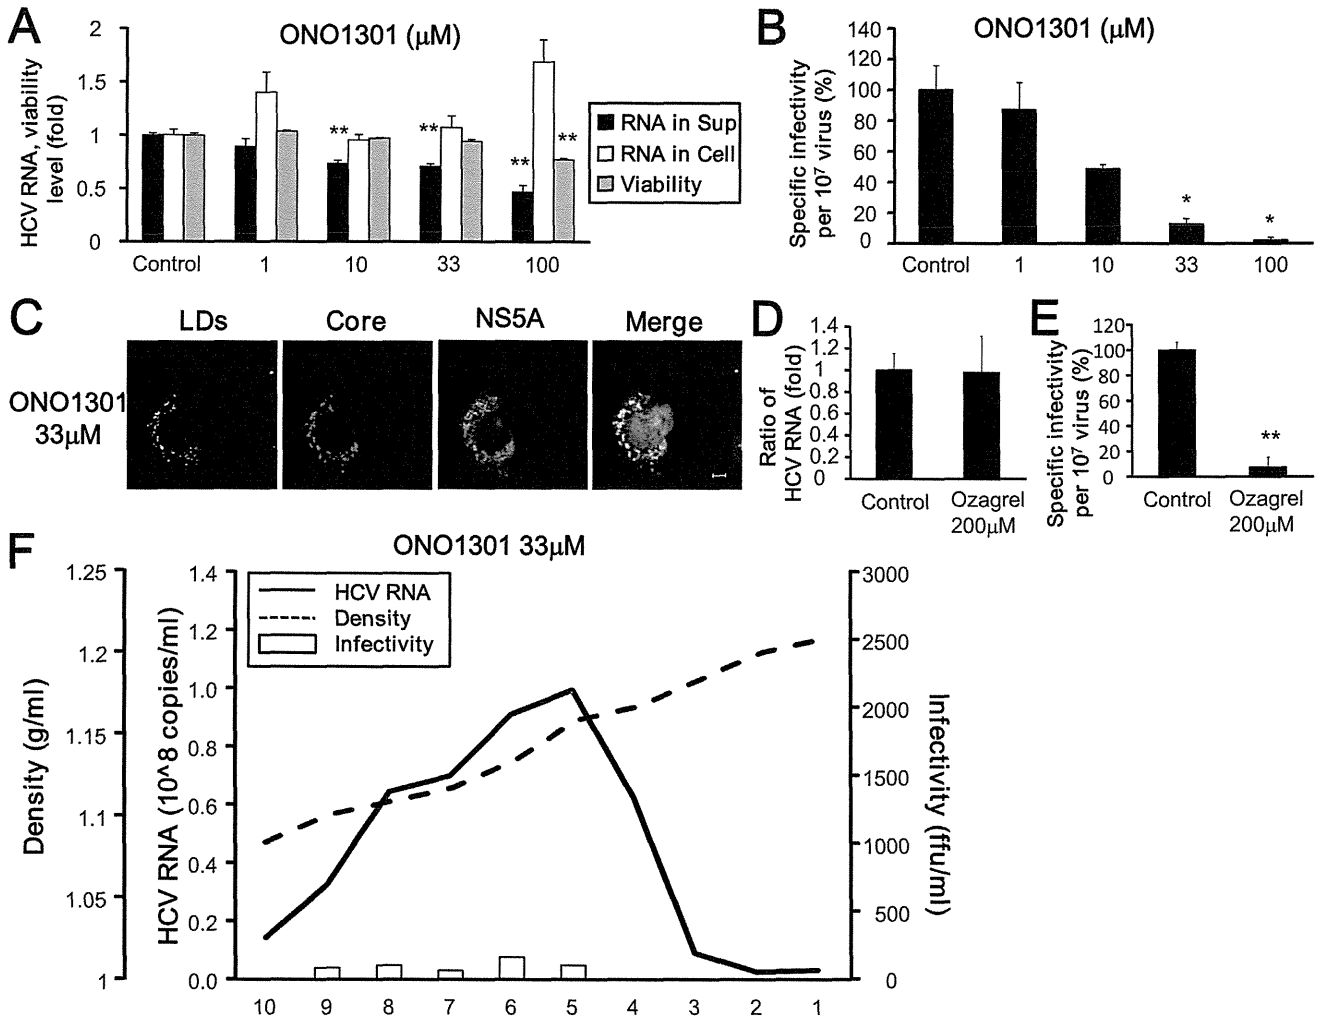 A
ONO1301 (μM)
HCV RNA, viability
level (fold)
2
1.5
1
0.5
0
**
**
**
**
RNA in Sup
RNA in Cell
Viability
Control
1
10
33
100
B
ONO1301 (μM)
Specific infectivity
per 10⁷ virus (%)
140
120
100
80
60
40
20
0
*
*
Control
1
10
33
100
C
LDs
Core
NS5A
Merge
ONO1301
33μM
D
Ratio of
HCV RNA (fold)
1.4
1.2
1
0.8
0.6
0.4
0.2
0
Control
Ozagrel
200μM
E
Specific infectivity
per 10⁷ virus (%)
120
100
80
60
40
20
0
**
Control
Ozagrel
200μM
F
ONO1301 33μM
Density (g/ml)
1.25
1.2
1.15
1.1
1.05
1
HCV RNA (10^8 copies/ml)
1.4
1.2
1.0
0.8
0.6
0.4
0.2
0.0
HCV RNA
Density
Infectivity
3000
2500
2000
1500
1000
500
0
Infectivity (ffu/ml)
10
9
8
7
6
5
4
3
2
1